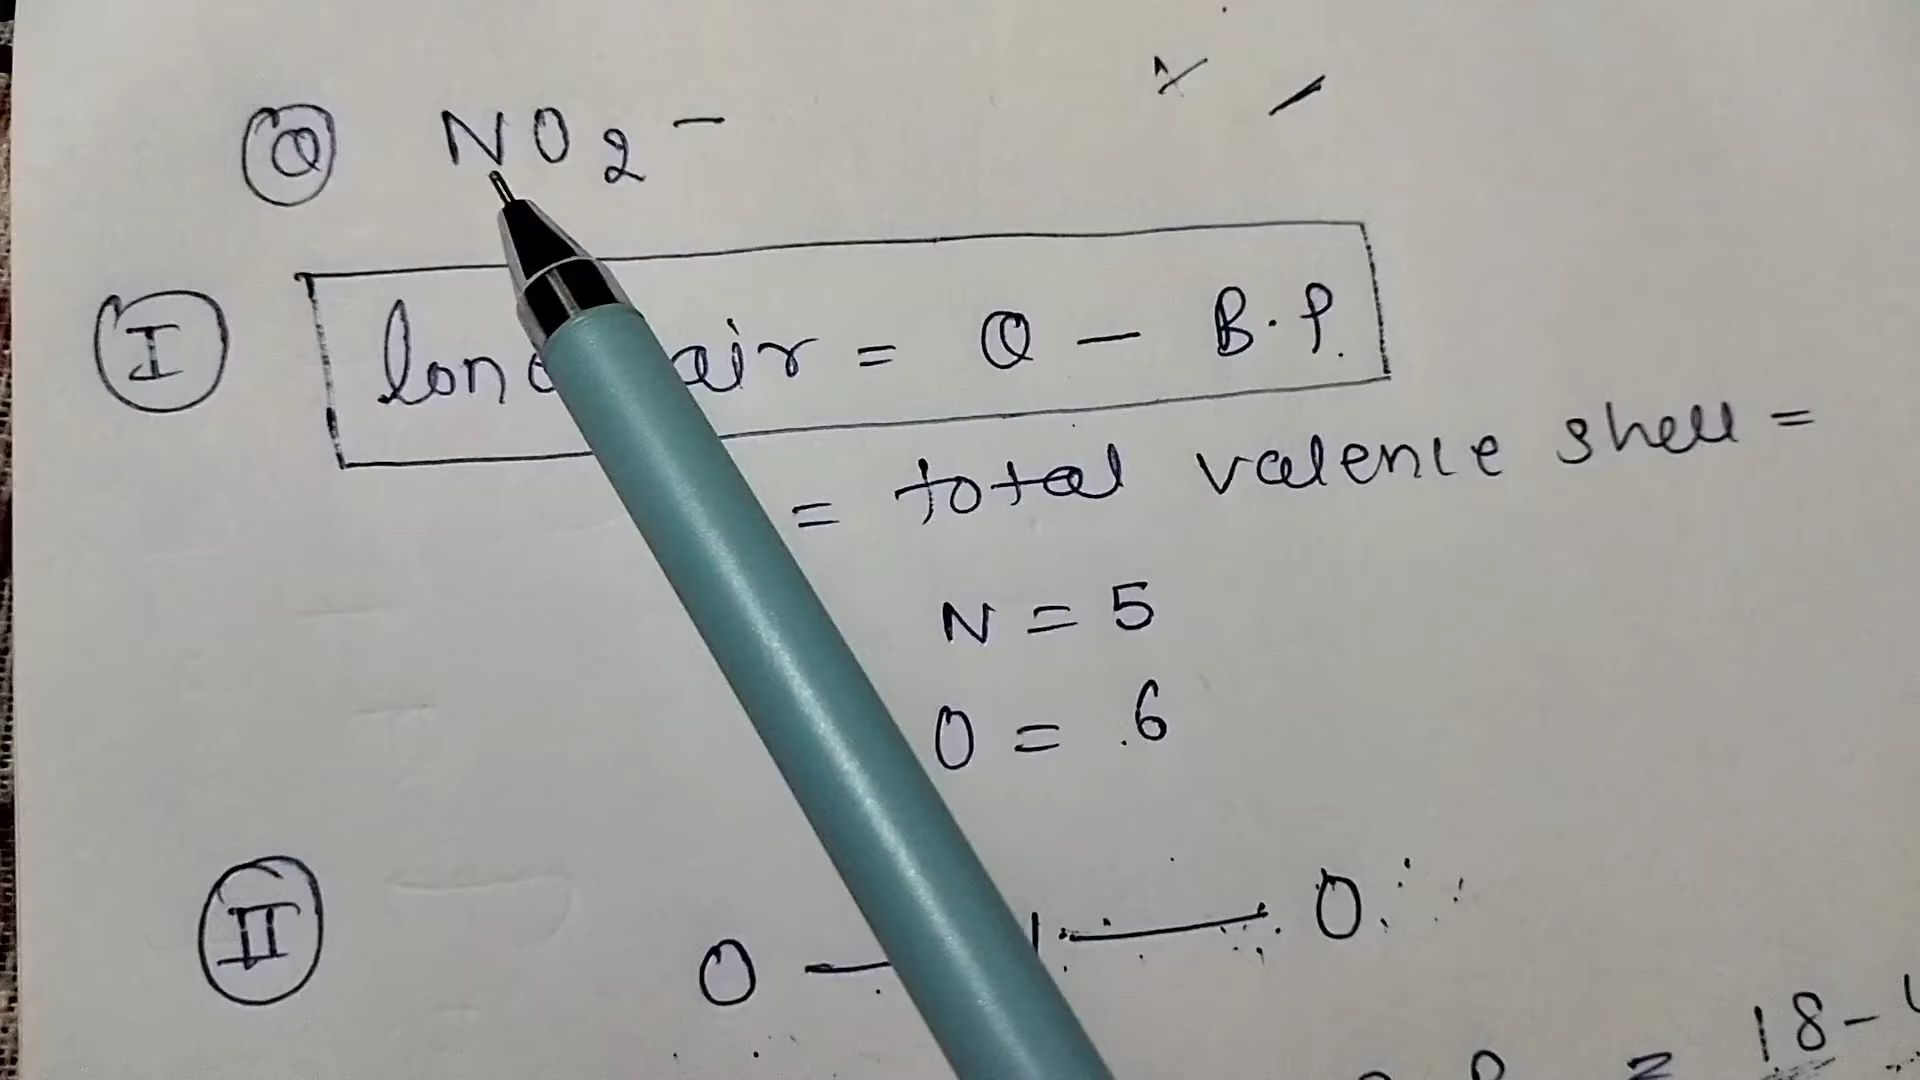 Q NO2⁻
I lon air = Q - B.P.
= total valence shell =
N = 5
O = 6
II O — — O
= 18-